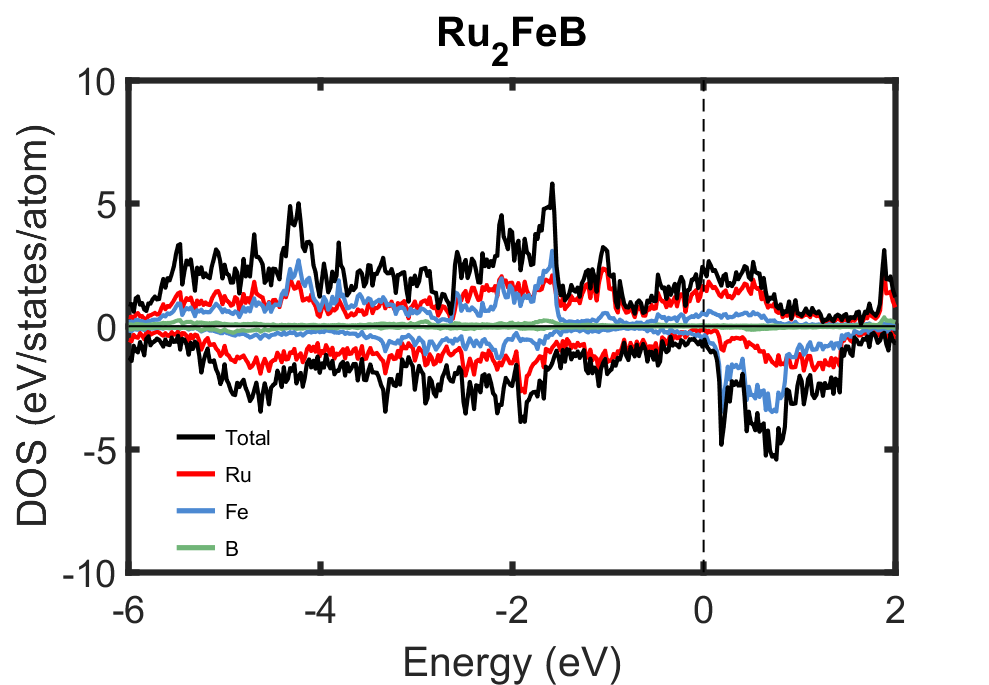 Ru₂FeB
DOS (eV/states/atom)
10
5
0
-5
-10
Total
Ru
Fe
B
-6 -4 -2 0 2
Energy (eV)